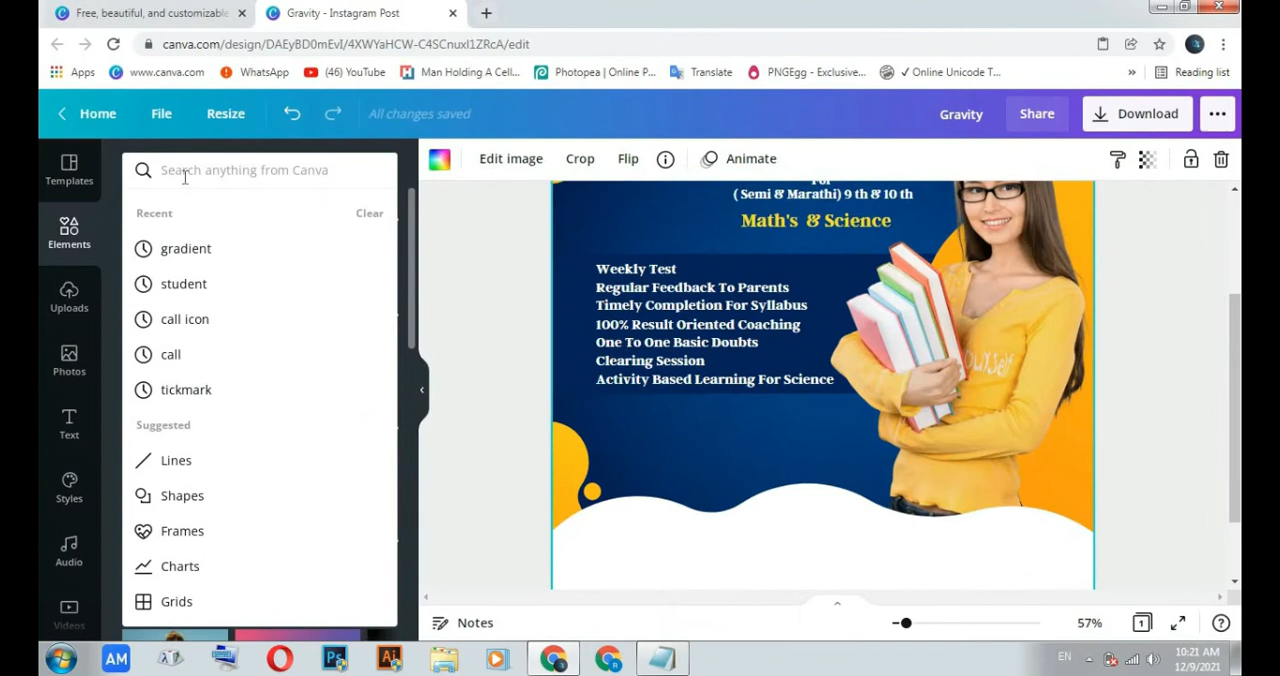 Free, beautiful, and customizable
Gravity - Instagram Post
canva.com/design/DAEyBD0mEvI/4XWYaHCW-C4SCnuxl1ZRcA/edit
Apps
www.canva.com
WhatsApp
(46) YouTube
Man Holding A Cell...
Photopea | Online P...
Translate
PNGEgg - Exclusive...
✓ Online Unicode T...
»
Reading list
Home
File
Resize
All changes saved
Gravity
Share
Download
Templates
Elements
Uploads
Photos
Text
Styles
Audio
Videos
Search anything from Canva
Recent
Clear
gradient
student
call icon
call
tickmark
Suggested
Lines
Shapes
Frames
Charts
Grids
Edit image
Crop
Flip
Animate
( Semi & Marathi) 9 th & 10 th
Math's & Science
Weekly Test
Regular Feedback To Parents
Timely Completion For Syllabus
100% Result Oriented Coaching
One To One Basic Doubts
Clearing Session
Activity Based Learning For Science
Notes
57%
1
AM
Ps
Ai
EN
10:21 AM
12/9/2021